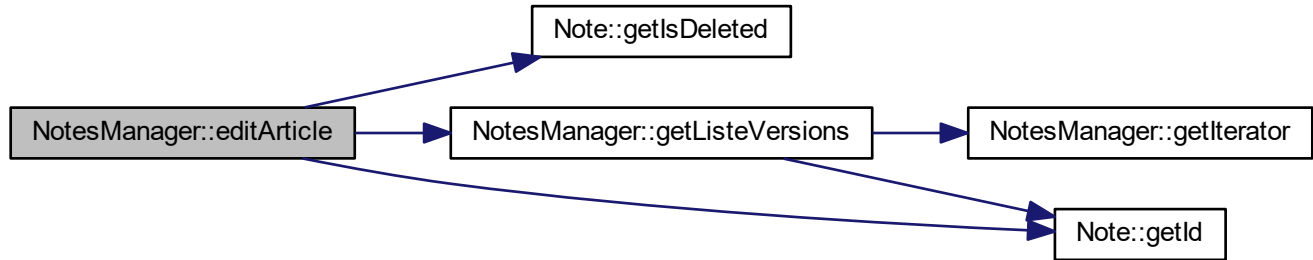 Note::getIsDeleted
NotesManager::editArticle
NotesManager::getListeVersions
NotesManager::getIterator
Note::getId